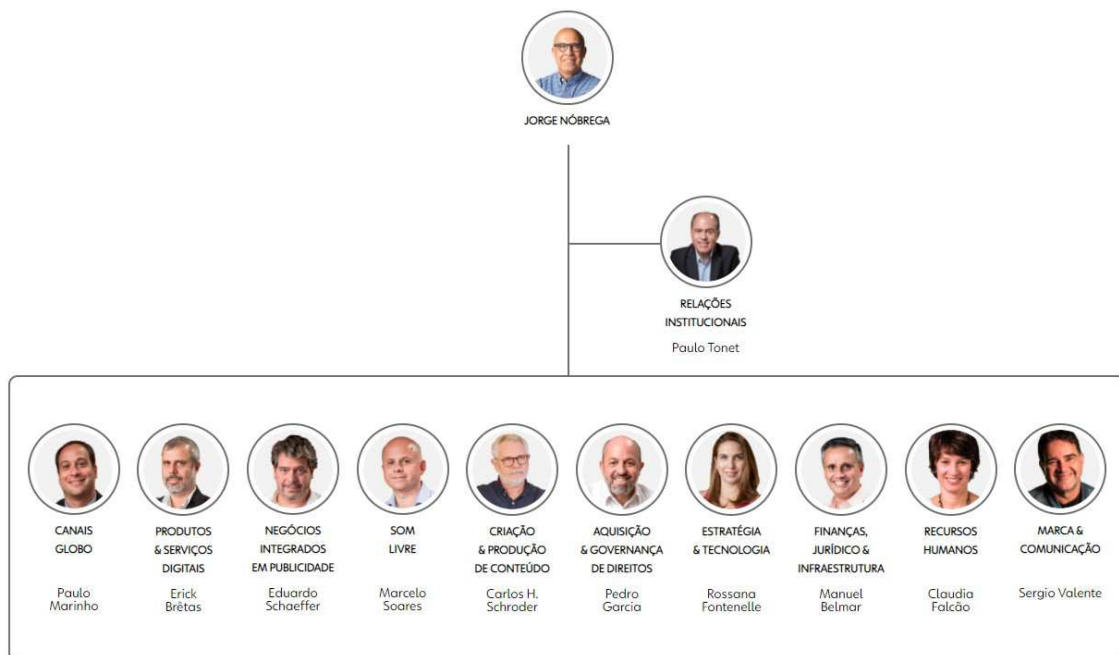 JORGE NÓBREGA
RELAÇÕES
INSTITUCIONAIS
Paulo Tonet
CANAIS
GLOBO
Paulo
Marinho
PRODUTOS
& SERVIÇOS
DIGITAIS
Erick
Brêtas
NEGÓCIOS
INTEGRADOS
EM PUBLICIDADE
Eduardo
Schaeffer
SOM
LIVRE
Marcelo
Soares
CRIAÇÃO
& PRODUÇÃO
DE CONTEÚDO
Carlos H.
Schroder
AQUISIÇÃO
& GOVERNANÇA
DE DIREITOS
Pedro
Garcia
ESTRATÉGIA
& TECNOLOGIA
Rossana
Fontenelle
FINANÇAS,
JURÍDICO &
INFRAESTRUTURA
Manuel
Belmar
RECURSOS
HUMANOS
Claudia
Falcão
MARCA &
COMUNICAÇÃO
Sergio Valente